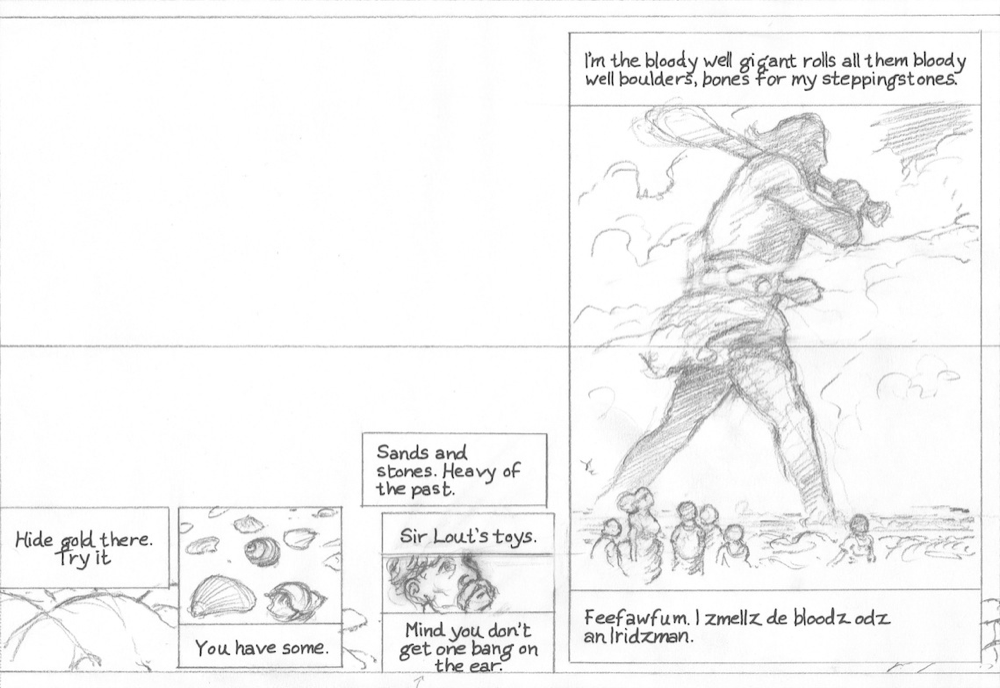 Hide gold there.
Try it
You have some.
Sands and
stones. Heavy of
the past.
Sir Lout's toys.
Mind you don't
get one bang on
the ear.
I'm the bloody well gigant rolls all them bloody
well boulders, bones for my steppingstones.
Feefawfum. I zmellz de bloodz odz
an Iridzman.